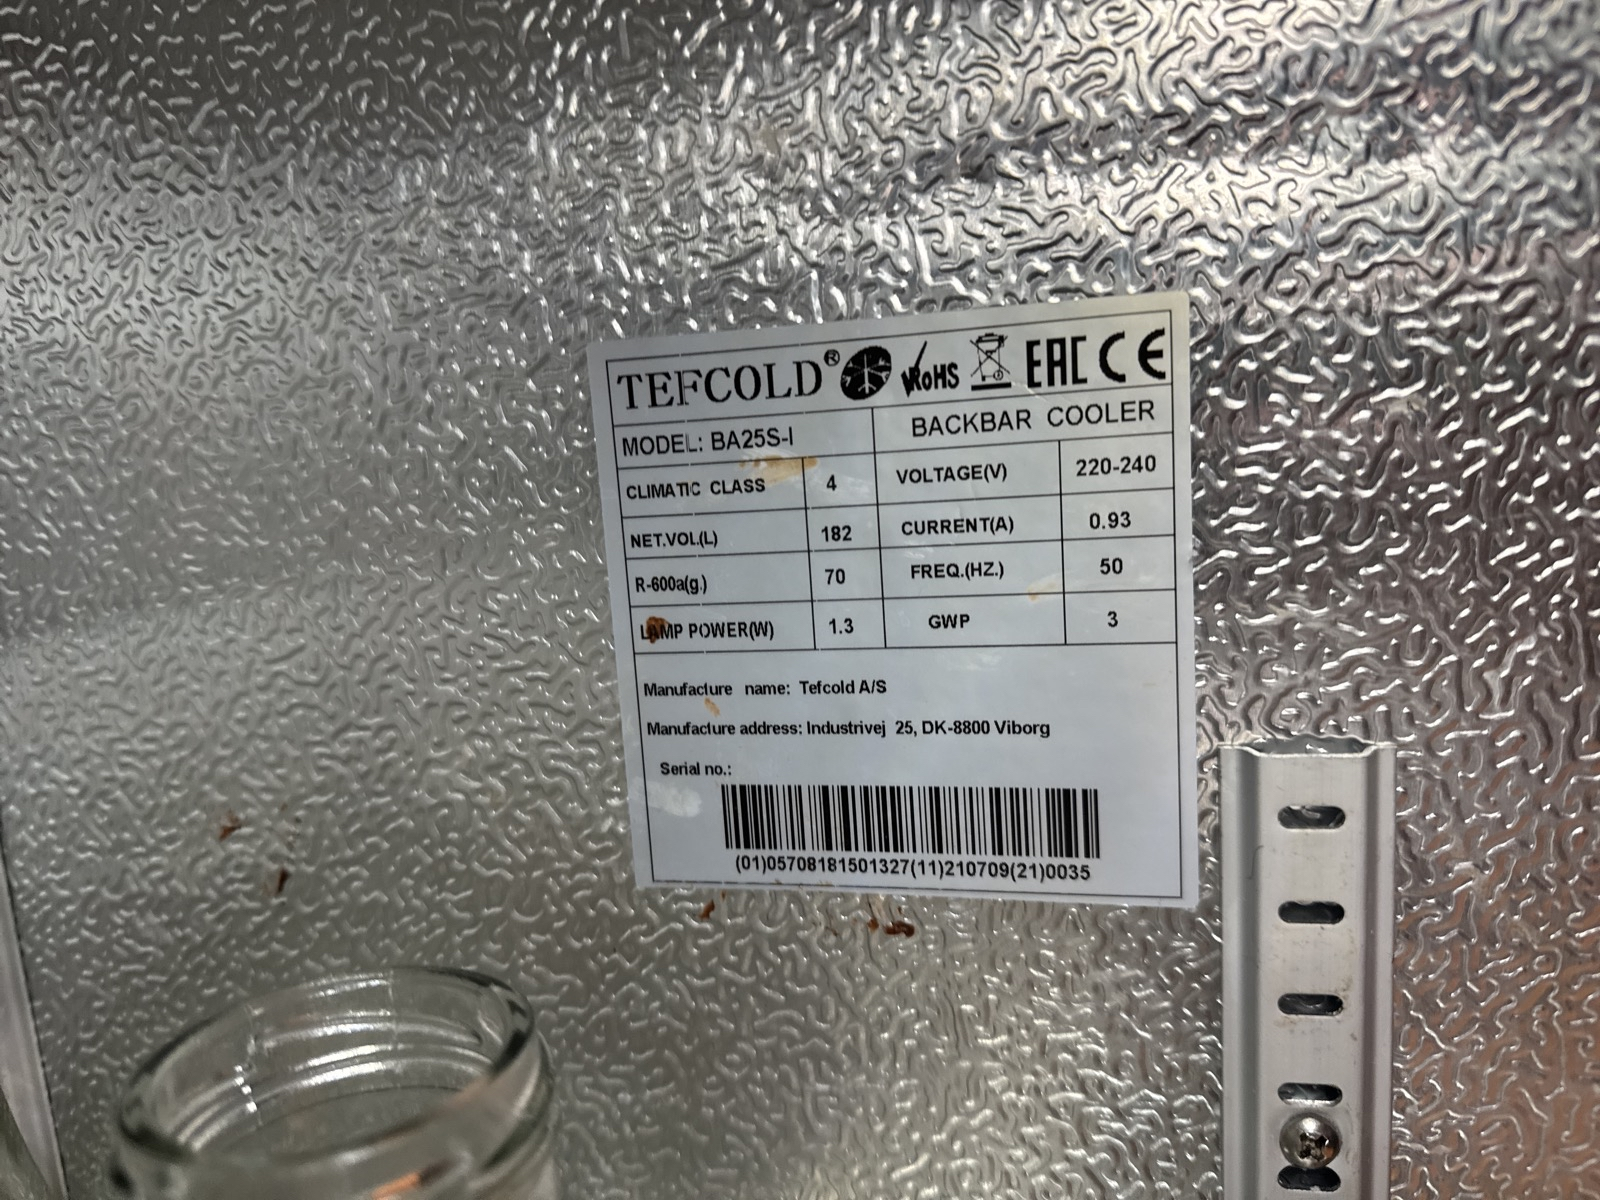 TEFCOLD® RoHS EAC CE
MODEL: BA25S-I BACKBAR COOLER
CLIMATIC CLASS 4 VOLTAGE(V) 220-240
NET.VOL.(L) 182 CURRENT(A) 0.93
R-600a(g.) 70 FREQ.(HZ.) 50
LAMP POWER(W) 1.3 GWP 3
Manufacture name: Tefcold A/S
Manufacture address: Industrivej 25, DK-8800 Viborg
Serial no.:
(01)05708181501327(11)210709(21)0035